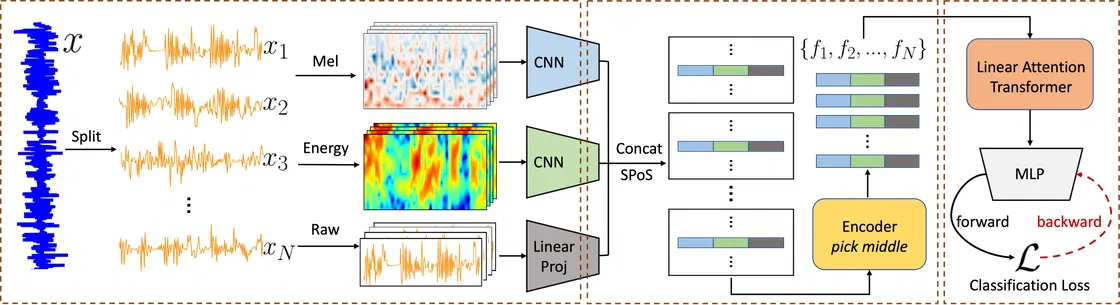 x
Split
x1
x2
x3
⋮
xN
Mel
Energy
Raw
CNN
CNN
Linear
Proj
Concat
SPoS
⋮
⋮
⋮
⋮
⋮
⋮
{f1, f2, ..., fN}
⋮
Encoder
pick middle
Linear Attention
Transformer
MLP
forward
backward
ℒ
Classification Loss